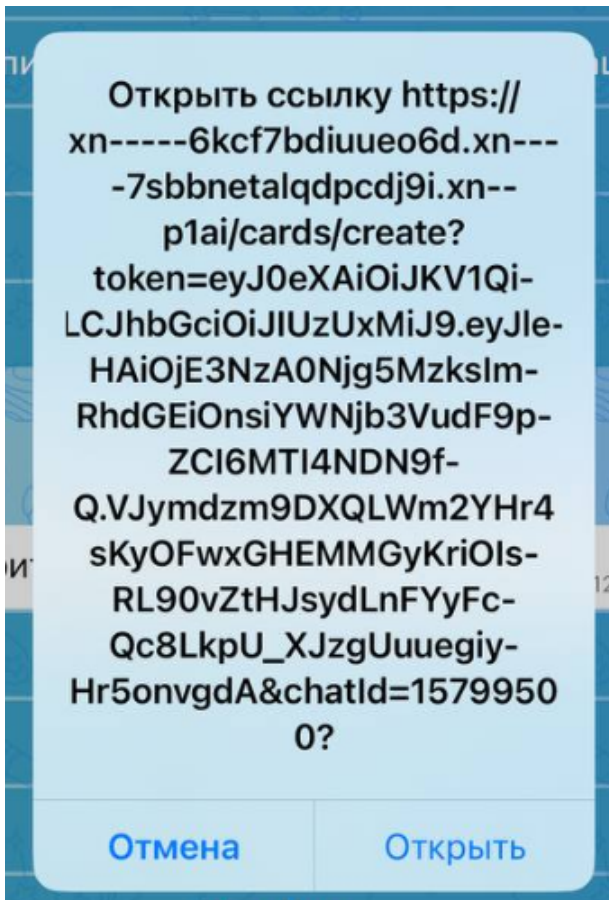 Открыть ссылку https://
xn-----6kcf7bdiuueo6d.xn---
-7sbbnetalqdpcdj9i.xn--
p1ai/cards/create?
token=eyJ0eXAiOiJKV1Qi-
LCJhbGciOiJIUzUxMiJ9.eyJle-
HAiOjE3NzA0Njg5MzksIm-
RhdGEiOnsiYWNjb3VudF9p-
ZCI6MTI4NDN9f-
Q.VJymdzm9DXQLWm2YHr4
sKyOFwxGHEMMGyKriOIs-
RL90vZtHJsydLnFYyFc-
Qc8LkpU_XJzgUuuegiy-
Hr5onvgdA&chatId=1579950
0?
Отмена Открыть